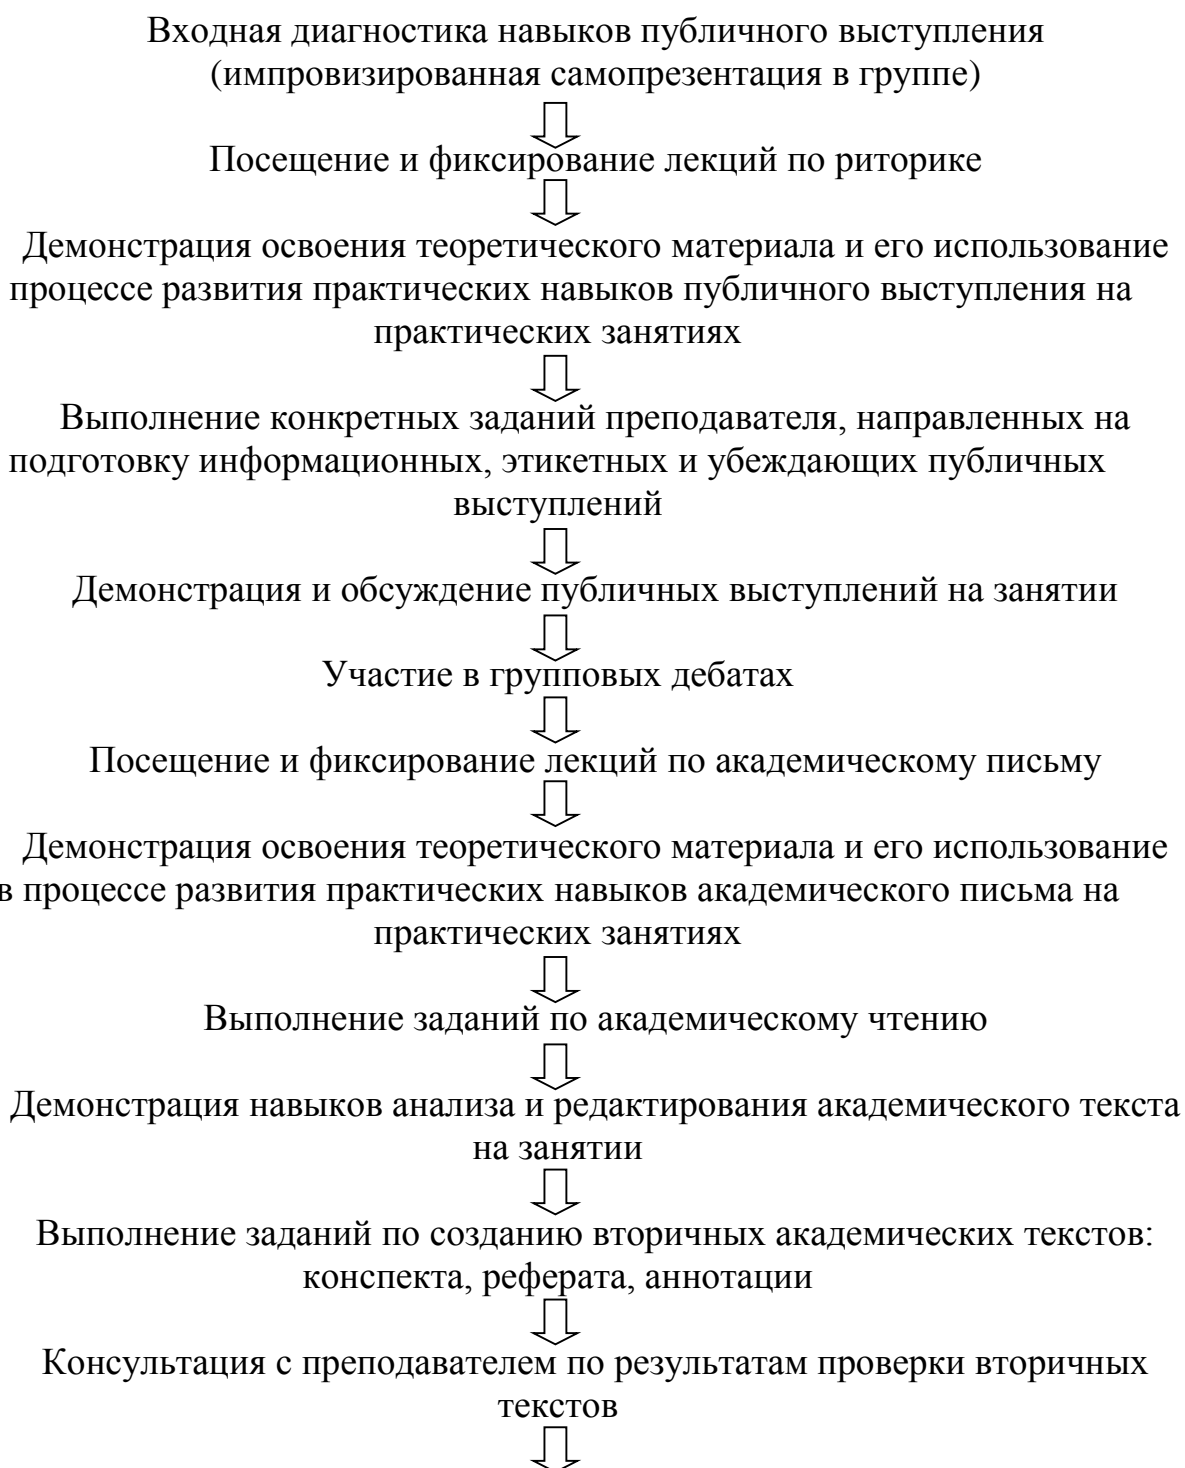 Входная диагностика навыков публичного выступления
(импровизированная самопрезентация в группе)
Посещение и фиксирование лекций по риторике
Демонстрация освоения теоретического материала и его использование
процессе развития практических навыков публичного выступления на
практических занятиях
Выполнение конкретных заданий преподавателя, направленных на
подготовку информационных, этикетных и убеждающих публичных
выступлений
Демонстрация и обсуждение публичных выступлений на занятии
Участие в групповых дебатах
Посещение и фиксирование лекций по академическому письму
Демонстрация освоения теоретического материала и его использование
в процессе развития практических навыков академического письма на
практических занятиях
Выполнение заданий по академическому чтению
Демонстрация навыков анализа и редактирования академического текста
на занятии
Выполнение заданий по созданию вторичных академических текстов:
конспекта, реферата, аннотации
Консультация с преподавателем по результатам проверки вторичных
текстов